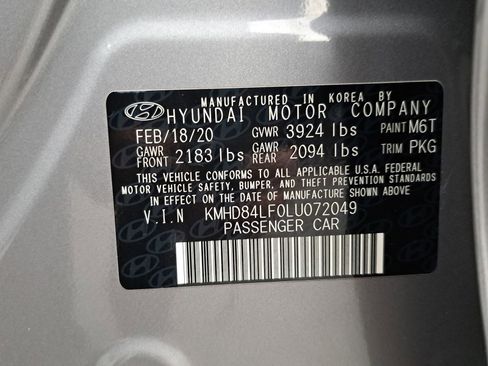 MANUFACTURED IN KOREA BY
HYUNDAI MOTOR COMPANY
FEB/18/20 GVWR 3924 lbs PAINT M6T
GAWR FRONT 2183 lbs GAWR REAR 2094 lbs TRIM PKG
THIS VEHICLE CONFORMS TO ALL APPLICABLE U.S.A. FEDERAL
MOTOR VEHICLE SAFETY, BUMPER, AND THEFT PREVENTION STANDARDS
IN EFFECT ON THE DATE OF MANUFACTURE SHOWN ABOVE
V.I.N KMHD84LF0LU072049
PASSENGER CAR